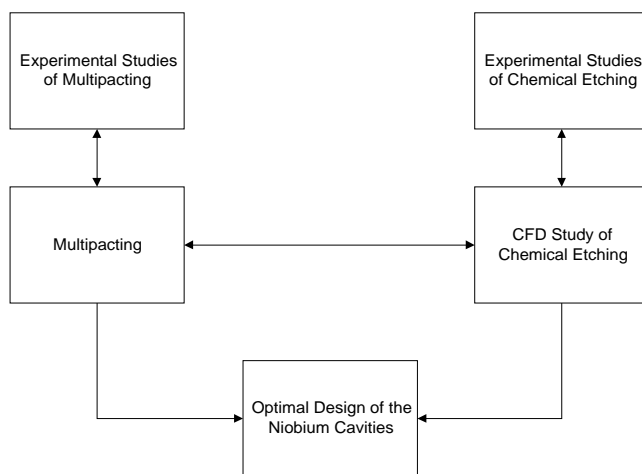 Experimental Studies
of Multipacting
Experimental Studies
of Chemical Etching
Multipacting
CFD Study of
Chemical Etching
Optimal Design of the
Niobium Cavities